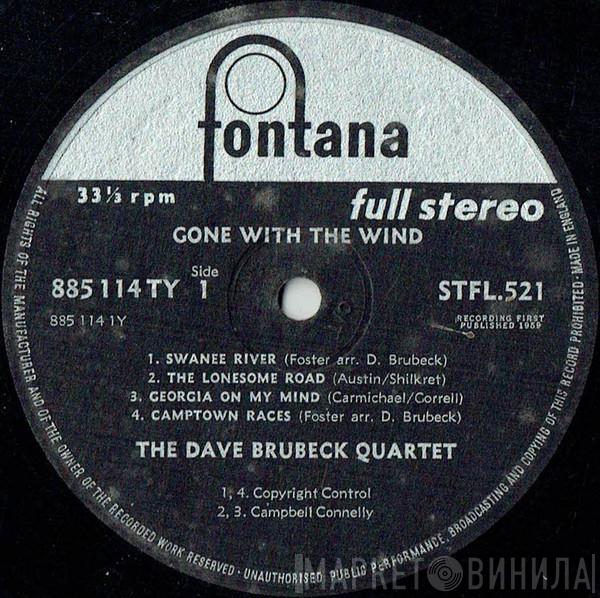 fontana
33⅓ rpm
full stereo
GONE WITH THE WIND
885 114 TY
Side 1
STFL.521
885 114 1Y
RECORDING FIRST
PUBLISHED 1959
1. SWANEE RIVER (Foster arr. D. Brubeck)
2. THE LONESOME ROAD (Austin/Shilkret)
3. GEORGIA ON MY MIND (Carmichael/Correll)
4. CAMPTOWN RACES (Foster arr. D. Brubeck)
THE DAVE BRUBECK QUARTET
1, 4. Copyright Control
2, 3. Campbell Connelly
ALL RIGHTS OF THE MANUFACTURER AND OF THE OWNER OF THE RECORDED WORK RESERVED · UNAUTHORISED PUBLIC PERFORMANCE, BROADCASTING AND COPYING OF THIS RECORD PROHIBITED · MADE IN ENGLAND
МАРКЕТ ВИНИЛА